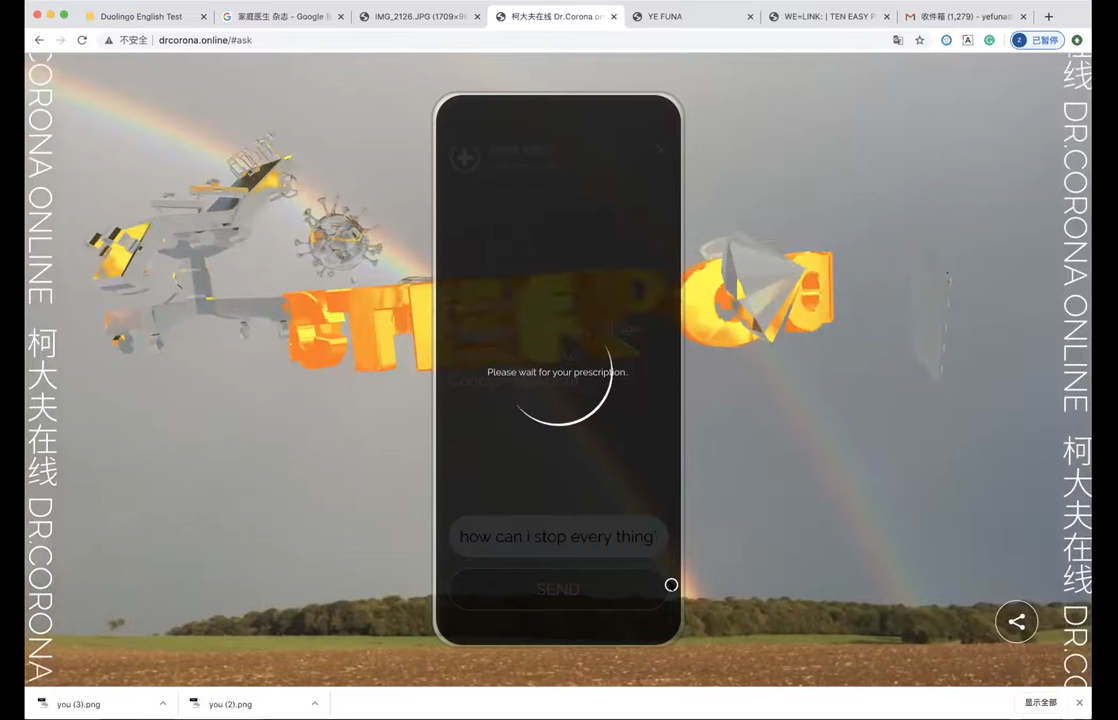 Duolingo English Test
家庭医生 杂志 - Google
IMG_2126.JPG (1709×9
柯大夫在线 Dr.Corona on
YE FUNA
WE=LINK: | TEN EASY P
收件箱 (1,279) - yefuna
不安全
drcorona.online/#ask
已暂停
CORONA ONLINE 柯大夫在线 DR.CORONA
在线 DR.CORONA ONLINE 柯大夫在线 DR.CO
Please wait for your prescription..
how can i stop every thing'
SEND
you (3).png
you (2).png
显示全部